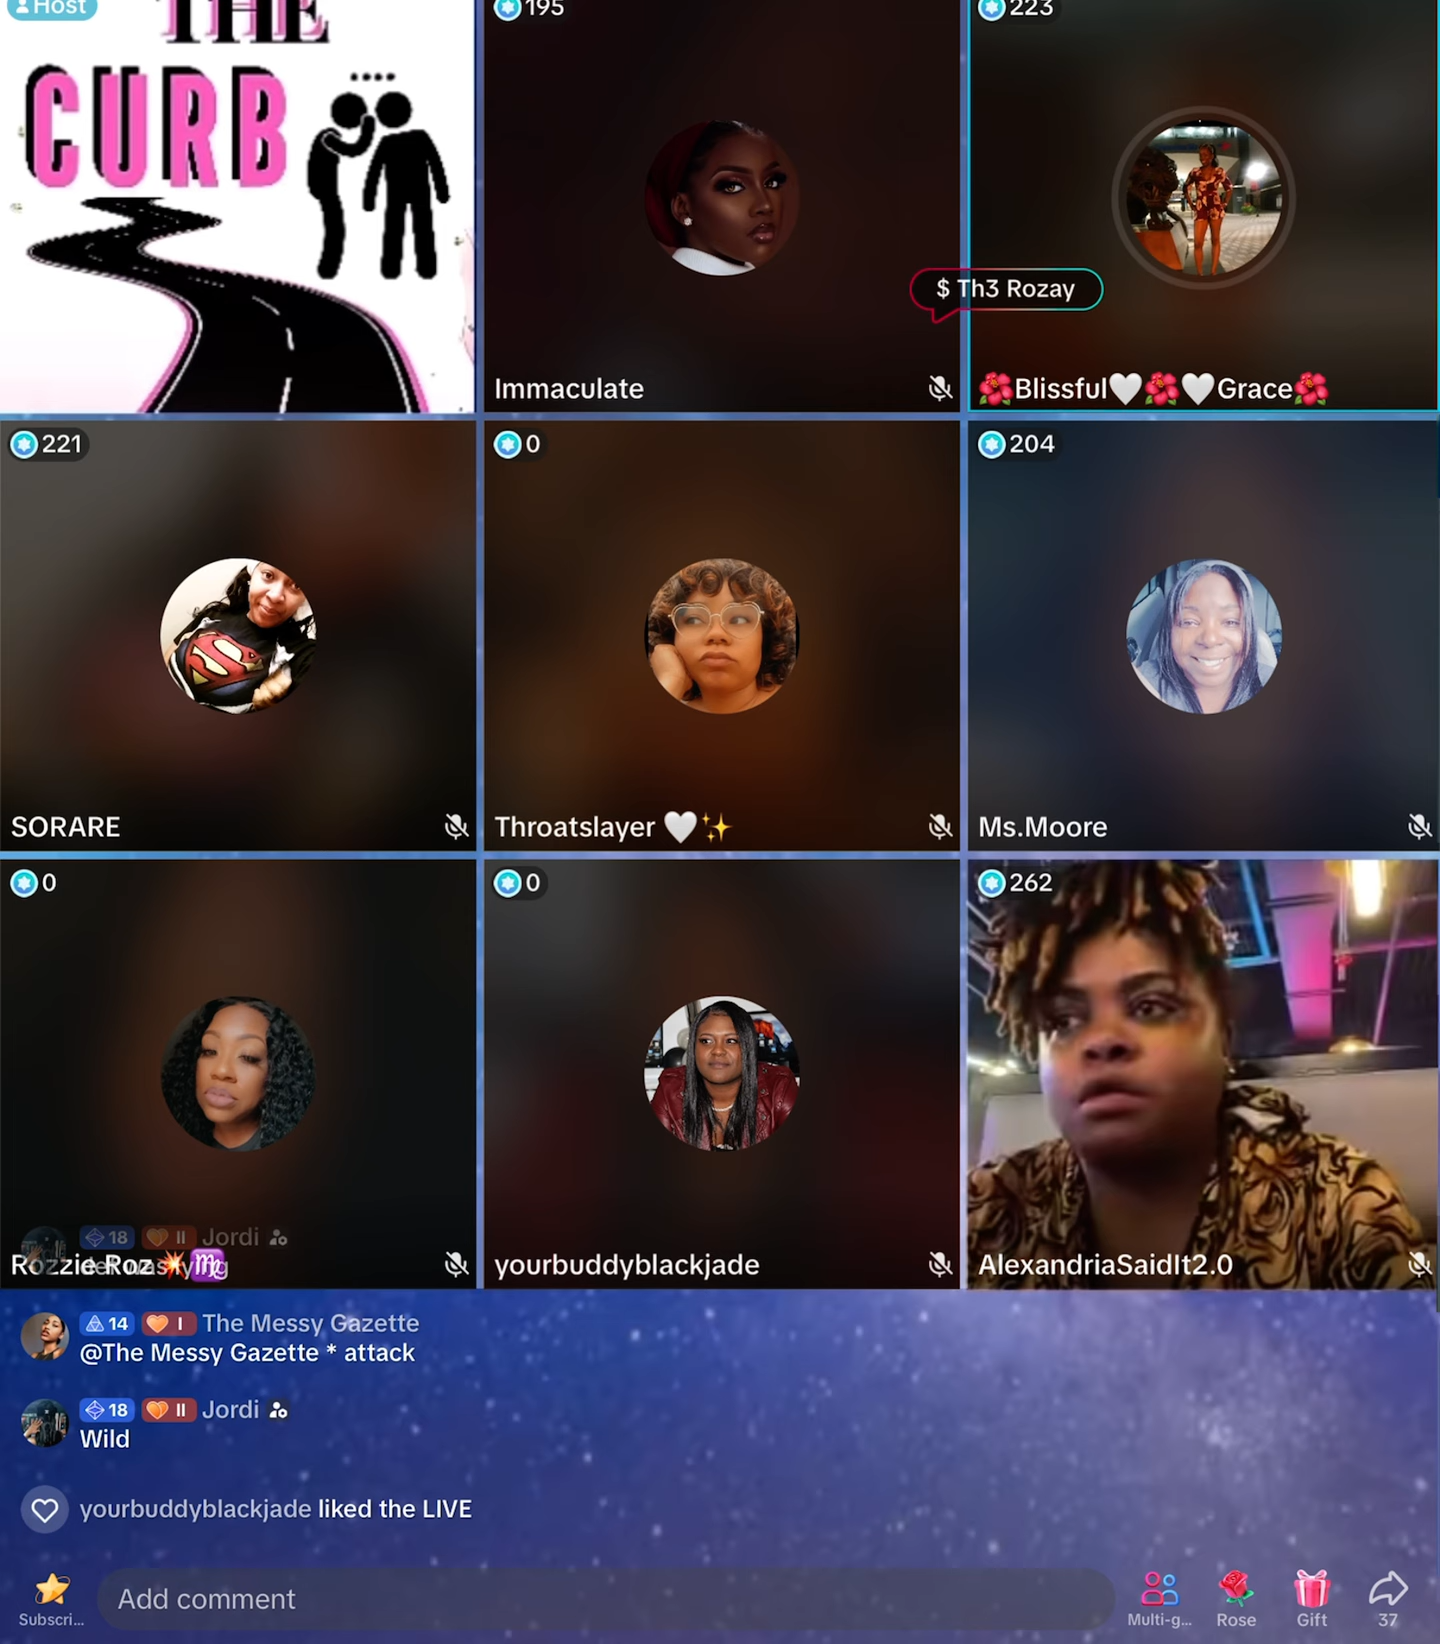 Host
THE
CURB
195
Immaculate
223
$ Th3 Rozay
🌺Blissful🤍🌺🤍Grace🌺
221
SORARE
0
Throatslayer 🤍✨
204
Ms.Moore
0
18 II Jordi
Rozzie Roz 💥♍
0
yourbuddyblackjade
262
AlexandriaSaidIt2.0
14 I The Messy Gazette
@The Messy Gazette * attack
18 II Jordi
Wild
yourbuddyblackjade liked the LIVE
Subscri...
Add comment
Multi-g...
Rose
Gift
37